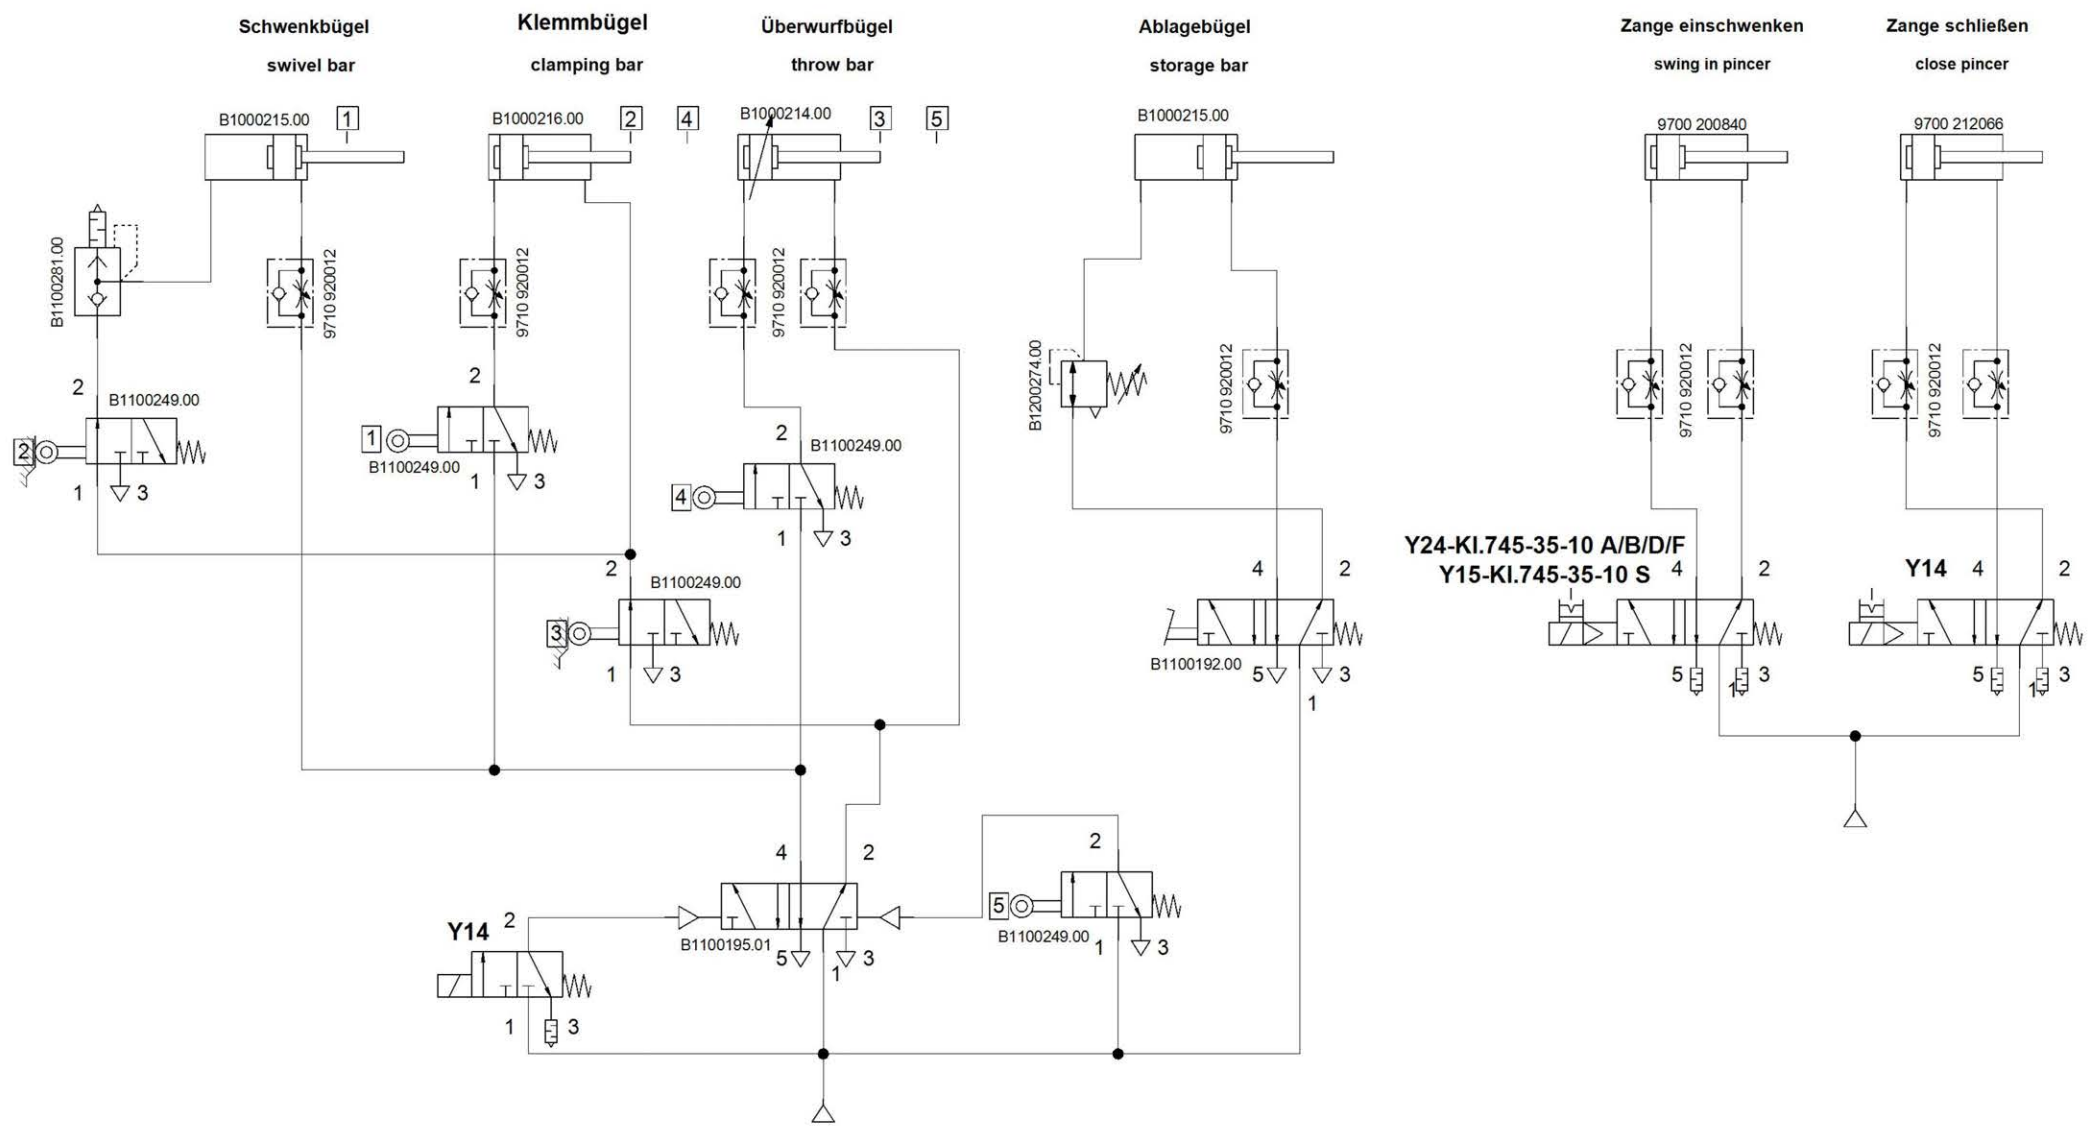 Schwenkbügel
swivel bar
Klemmbügel
clamping bar
Überwurfbügel
throw bar
Ablagebügel
storage bar
Zange einschwenken
swing in pincer
Zange schließen
close pincer
B1000215.00
1
B1000216.00
2
4
B1000214.00
3
5
B1000215.00
9700 200840
9700 212066
B1100281.00
9710 920012
9710 920012
9710 920012
B1200274.00
9710 920012
9710 920012
9710 920012
2
B1100249.00
2
1
3
2
1
B1100249.00
1
3
2
B1100249.00
4
1
3
2
B1100249.00
3
1
3
4
2
B1100192.00
5
3
1
Y24-Kl.745-35-10 A/B/D/F
Y15-Kl.745-35-10 S
4
2
5
1
3
Y14
4
2
5
1
3
4
2
B1100195.01
5
1
3
2
5
B1100249.00
1
3
Y14
2
1
3